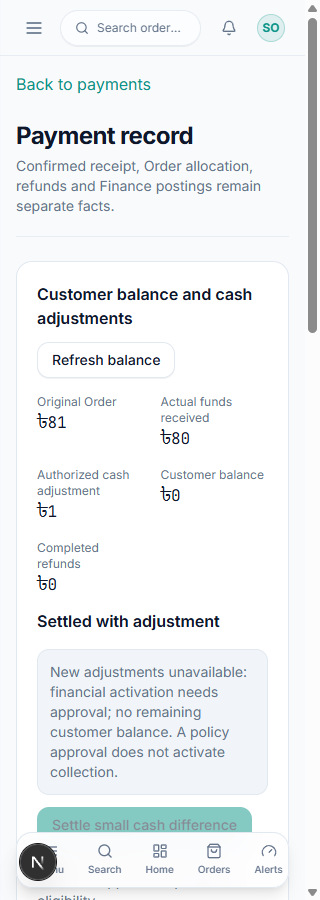 Search order...
SO
Back to payments
Payment record
Confirmed receipt, Order allocation,
refunds and Finance postings remain
separate facts.
Customer balance and cash
adjustments
Refresh balance
Original Order
৳81
Actual funds
received
৳80
Authorized cash
adjustment
৳1
Customer balance
৳0
Completed
refunds
৳0
Settled with adjustment
New adjustments unavailable:
financial activation needs
approval; no remaining
customer balance. A policy
approval does not activate
collection.
Settle small cash difference
N
Search
Home
Orders
Alerts
eligibility